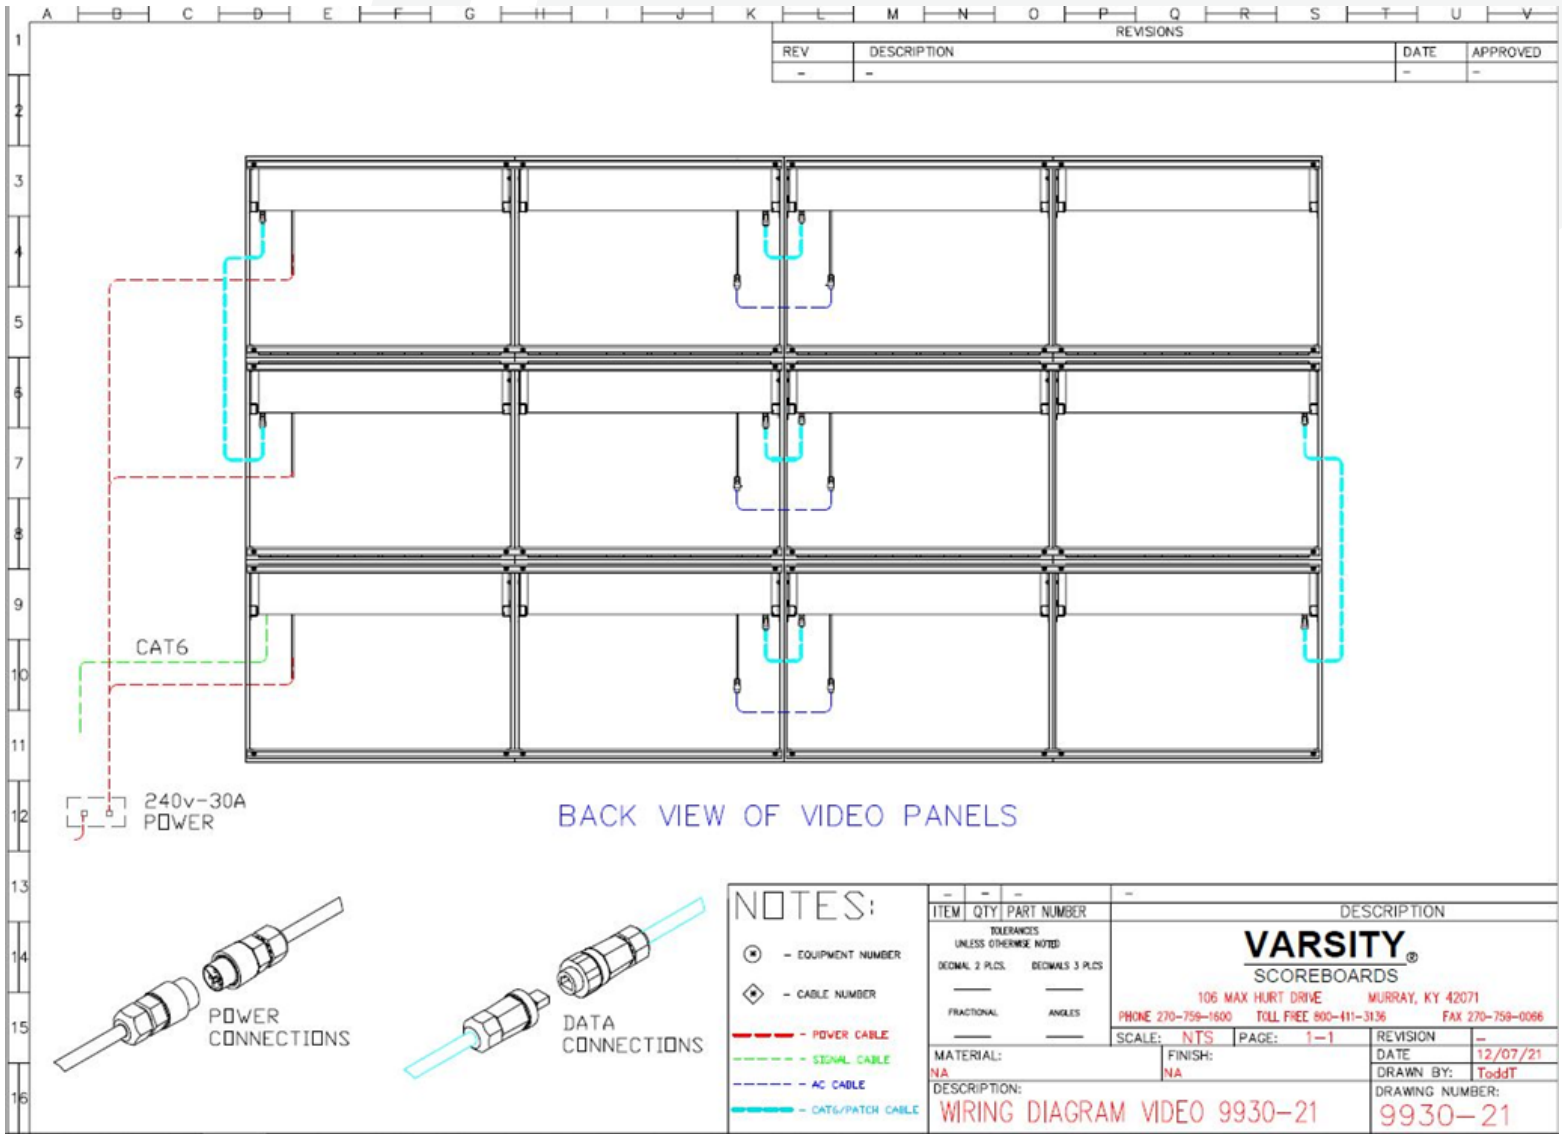 A B C D E F G H I J K L M N O P Q R S T U V
REVISIONS
REV DESCRIPTION DATE APPROVED
- - - -
1
2
3
4
5
6
7
8
9
10
11
12
13
14
15
16
CAT6
240v-30A
POWER
BACK VIEW OF VIDEO PANELS
POWER
CONNECTIONS
DATA
CONNECTIONS
NOTES:
- EQUIPMENT NUMBER
- CABLE NUMBER
- POWER CABLE
- SIGNAL CABLE
- AC CABLE
- CAT6/PATCH CABLE
- - - -
ITEM QTY PART NUMBER DESCRIPTION
TOLERANCES
UNLESS OTHERWISE NOTED
DECIMAL 2 PLCS. DECIMALS 3 PLCS
FRACTIONAL ANGLES
VARSITY®
SCOREBOARDS
106 MAX HURT DRIVE MURRAY, KY 42071
PHONE 270-759-1600 TOLL FREE 800-411-3136 FAX 270-759-0066
SCALE: NTS PAGE: 1-1 REVISION -
MATERIAL: FINISH: DATE 12/07/21
NA NA DRAWN BY: ToddT
DESCRIPTION: DRAWING NUMBER:
WIRING DIAGRAM VIDEO 9930-21 9930-21